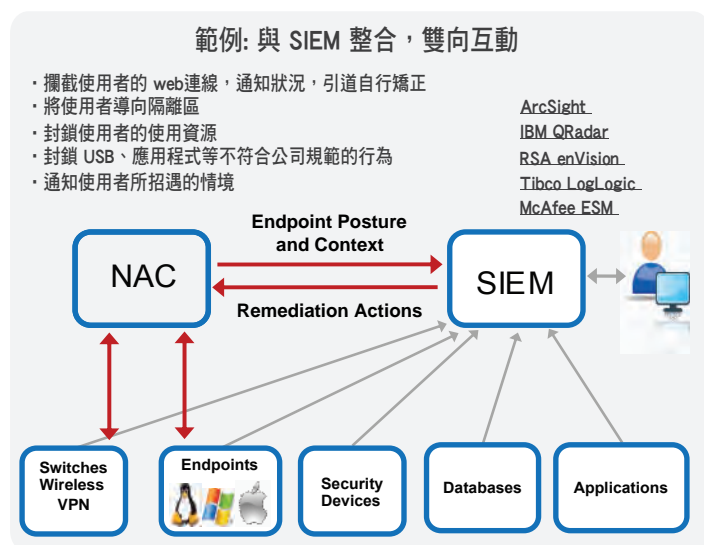 範例: 與 SIEM 整合，雙向互動
・攔截使用者的 web連線，通知狀況，引道自行矯正
・將使用者導向隔離區
・封鎖使用者的使用資源
・封鎖 USB、應用程式等不符合公司規範的行為
・通知使用者所招遇的情境
ArcSight
IBM QRadar
RSA enVision
Tibco LogLogic
McAfee ESM
Endpoint Posture
and Context
NAC
SIEM
Remediation Actions
Switches
Wireless
VPN
Endpoints
Security
Devices
Databases
Applications